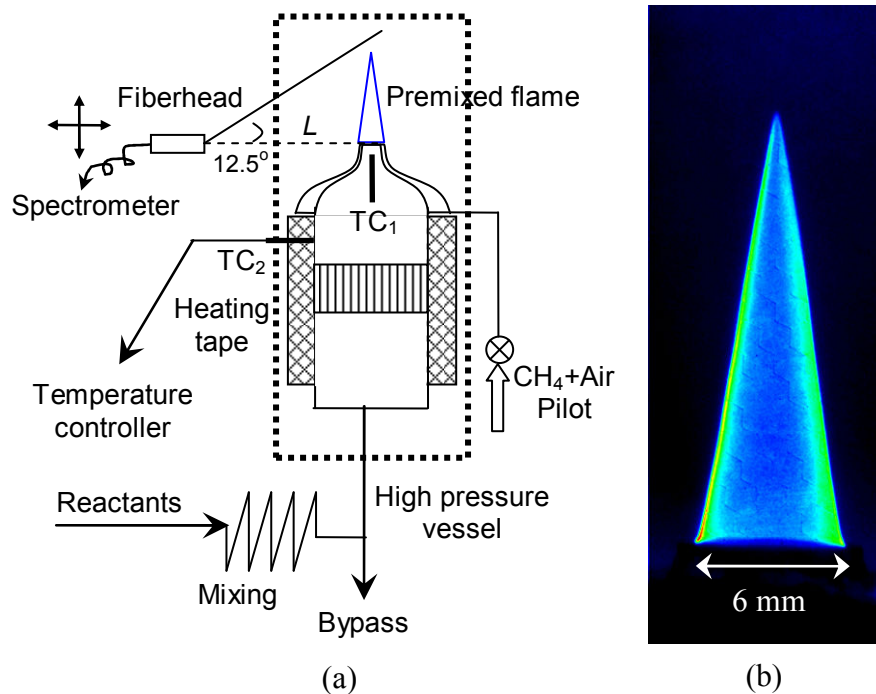 Fiberhead
Premixed flame
L
12.5o
Spectrometer
TC1
TC2
Heating
tape
Temperature
controller
CH4+Air
Pilot
Reactants
High pressure
vessel
Mixing
Bypass
6 mm
(a)
(b)